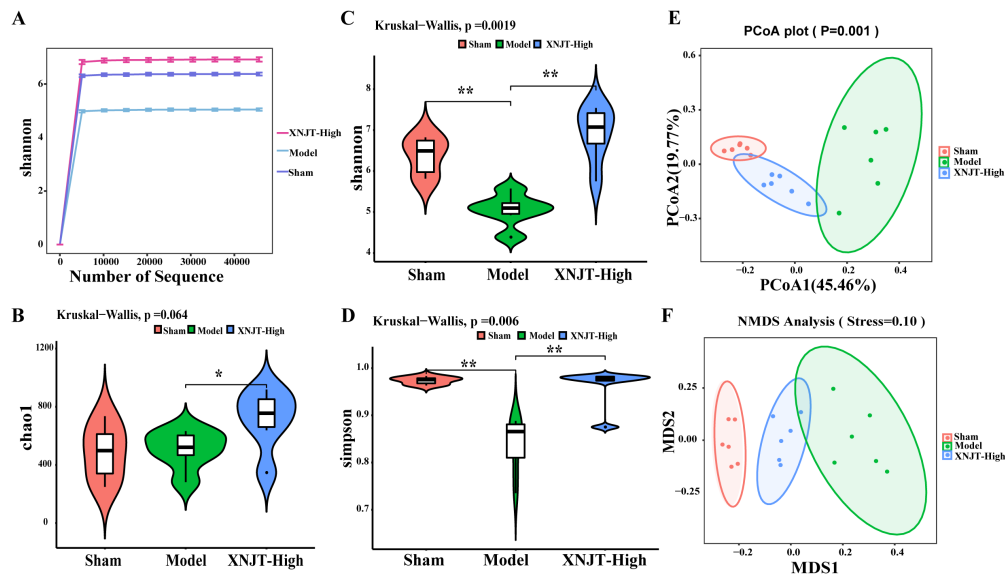 A
shannon
6
4
2
0
0
10000
20000
30000
40000
Number of Sequence
XNJT-High
Model
Sham
B
Kruskal-Wallis, p =0.064
Sham
Model
XNJT-High
chao1
1200
800
400
0
*
Sham
Model
XNJT-High
C
Kruskal-Wallis, p =0.0019
Sham
Model
XNJT-High
shannon
8
7
6
5
4
**
**
Sham
Model
XNJT-High
D
Kruskal-Wallis, p =0.006
Sham
Model
XNJT-High
simpson
1.0
0.9
0.8
0.7
**
**
Sham
Model
XNJT-High
E
PCoA plot ( P=0.001 )
PCoA2(19.77%)
0.6
0.3
0.0
−0.3
−0.2
0.0
0.2
0.4
PCoA1(45.46%)
Sham
Model
XNJT-High
F
NMDS Analysis ( Stress=0.10 )
MDS2
0.25
0.00
−0.25
−0.2
0.0
0.2
0.4
MDS1
Sham
Model
XNJT-High